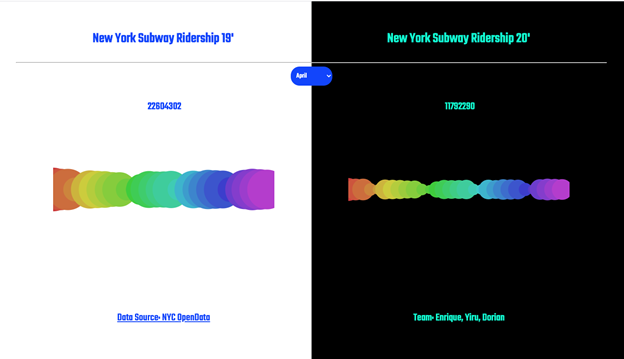 New York Subway Ridership 19'
New York Subway Ridership 20'
April
22604302
11792290
Data Source: NYC OpenData
Team: Enrique, Yiru, Dorian